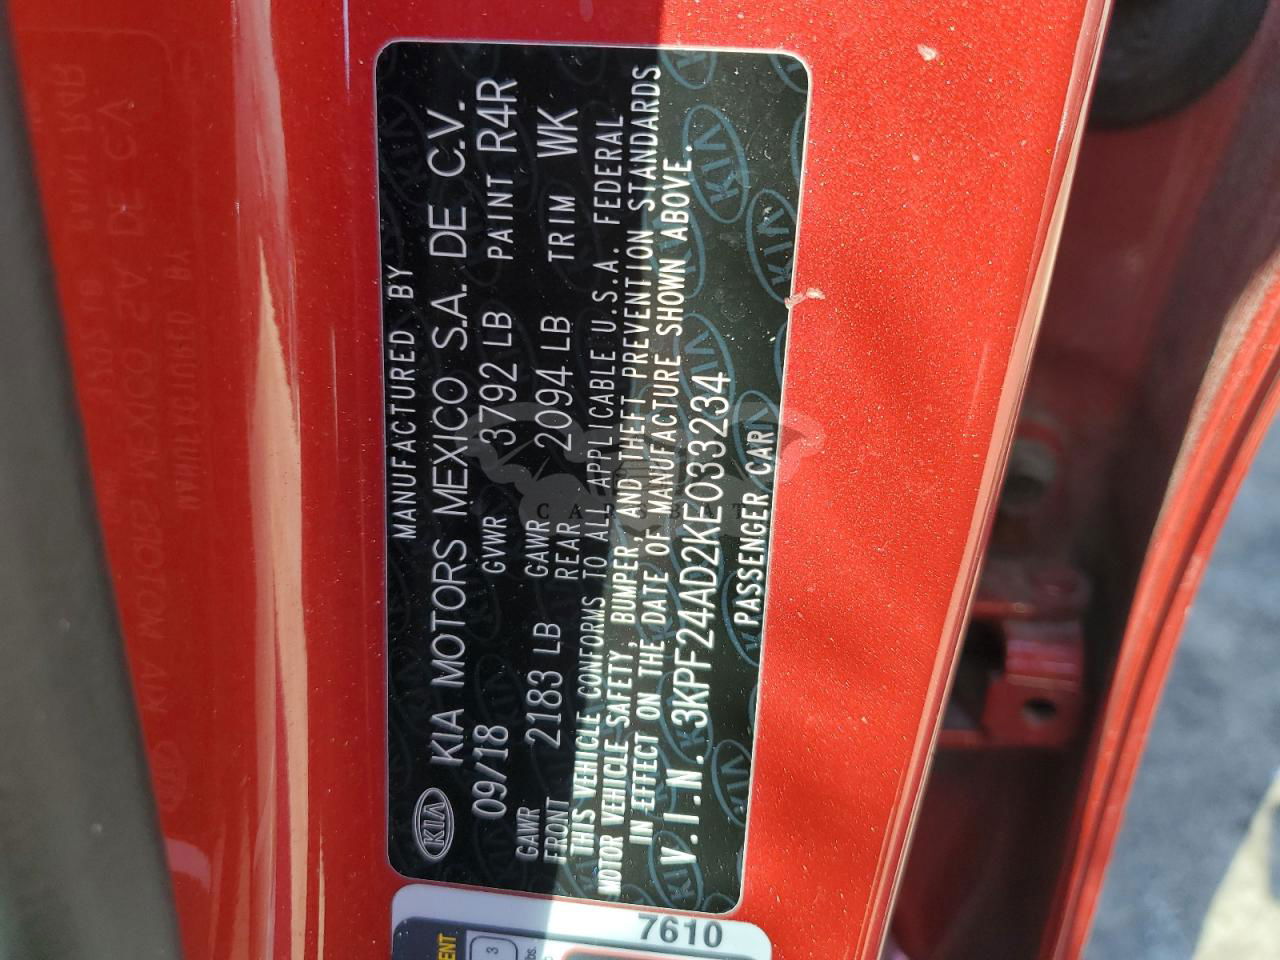 MANUFACTURED BY
KIA KIA MOTORS MEXICO S.A. DE C.V.
09/18 GVWR 3792 LB PAINT R4R
GAWR FRONT 2183 LB GAWR REAR 2094 LB TRIM WK
THIS VEHICLE CONFORMS TO ALL APPLICABLE U.S.A. FEDERAL
MOTOR VEHICLE SAFETY, BUMPER, AND THEFT PREVENTION STANDARDS
IN EFFECT ON THE DATE OF MANUFACTURE SHOWN ABOVE.
V.I.N. 3KPF24AD2KE033234
PASSENGER CAR
7610